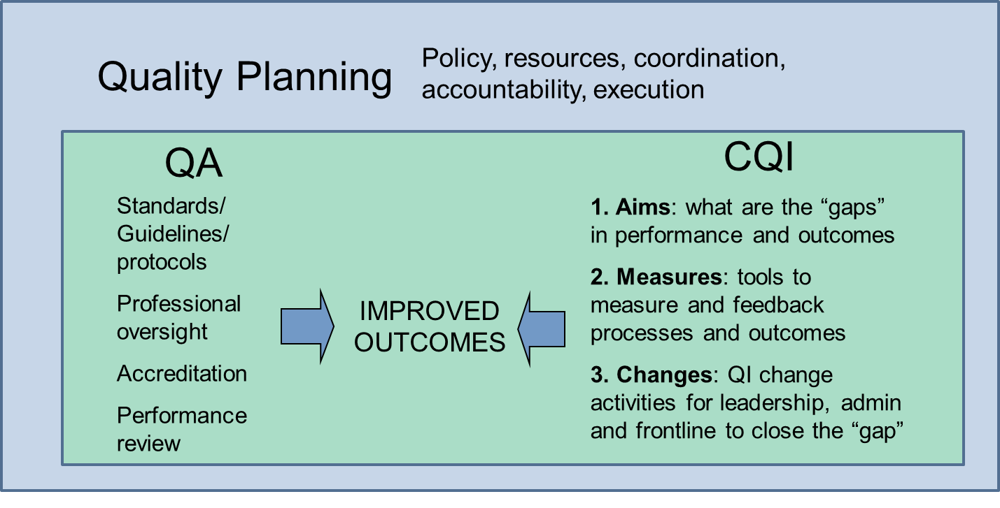 Quality Planning
Policy, resources, coordination,
accountability, execution
QA
Standards/
Guidelines/
protocols
Professional
oversight
Accreditation
Performance
review
IMPROVED
OUTCOMES
CQI
1. Aims: what are the “gaps”
in performance and outcomes
2. Measures: tools to
measure and feedback
processes and outcomes
3. Changes: QI change
activities for leadership, admin
and frontline to close the “gap”